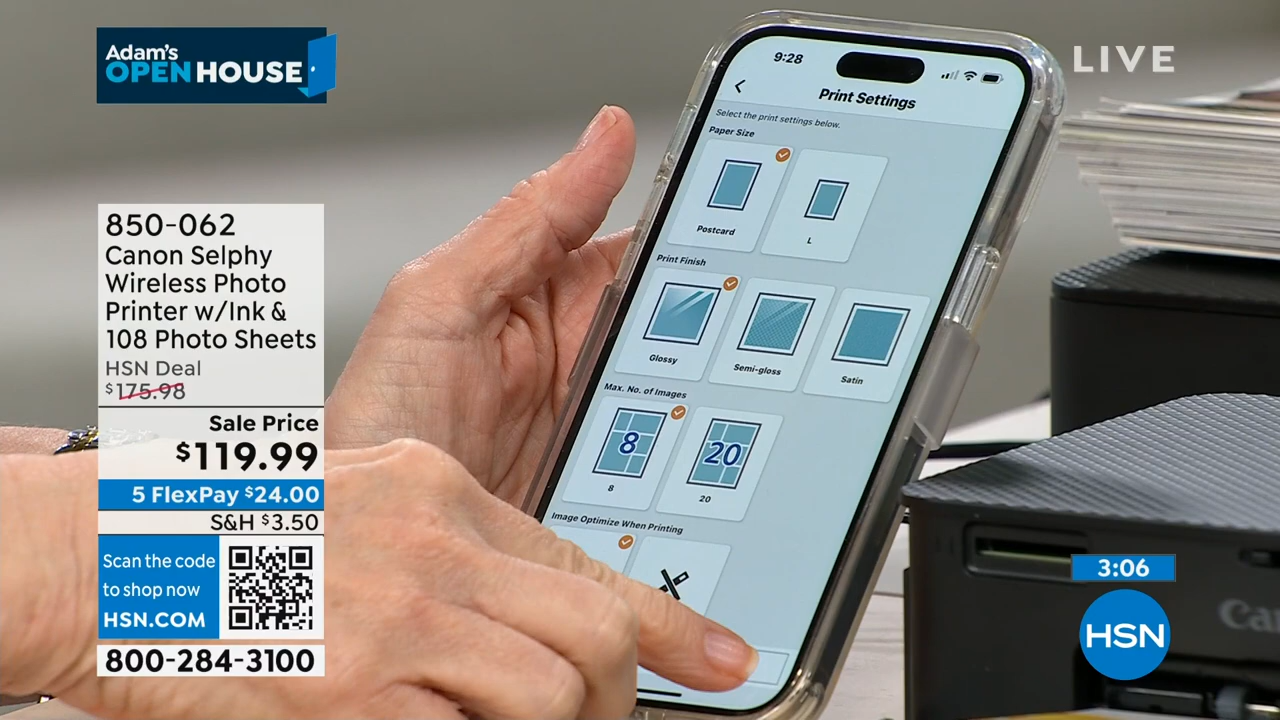 Adam's
OPEN HOUSE
LIVE
850-062
Canon Selphy
Wireless Photo
Printer w/Ink &
108 Photo Sheets
HSN Deal
$175.98
Sale Price
$119.99
5 FlexPay $24.00
S&H $3.50
Scan the code
to shop now
HSN.COM
800-284-3100
9:28
Print Settings
Select the print settings below.
Paper Size
Postcard
L
Print Finish
Glossy
Semi-gloss
Satin
Max. No. of Images
8
20
8
20
Image Optimize When Printing
3:06
HSN